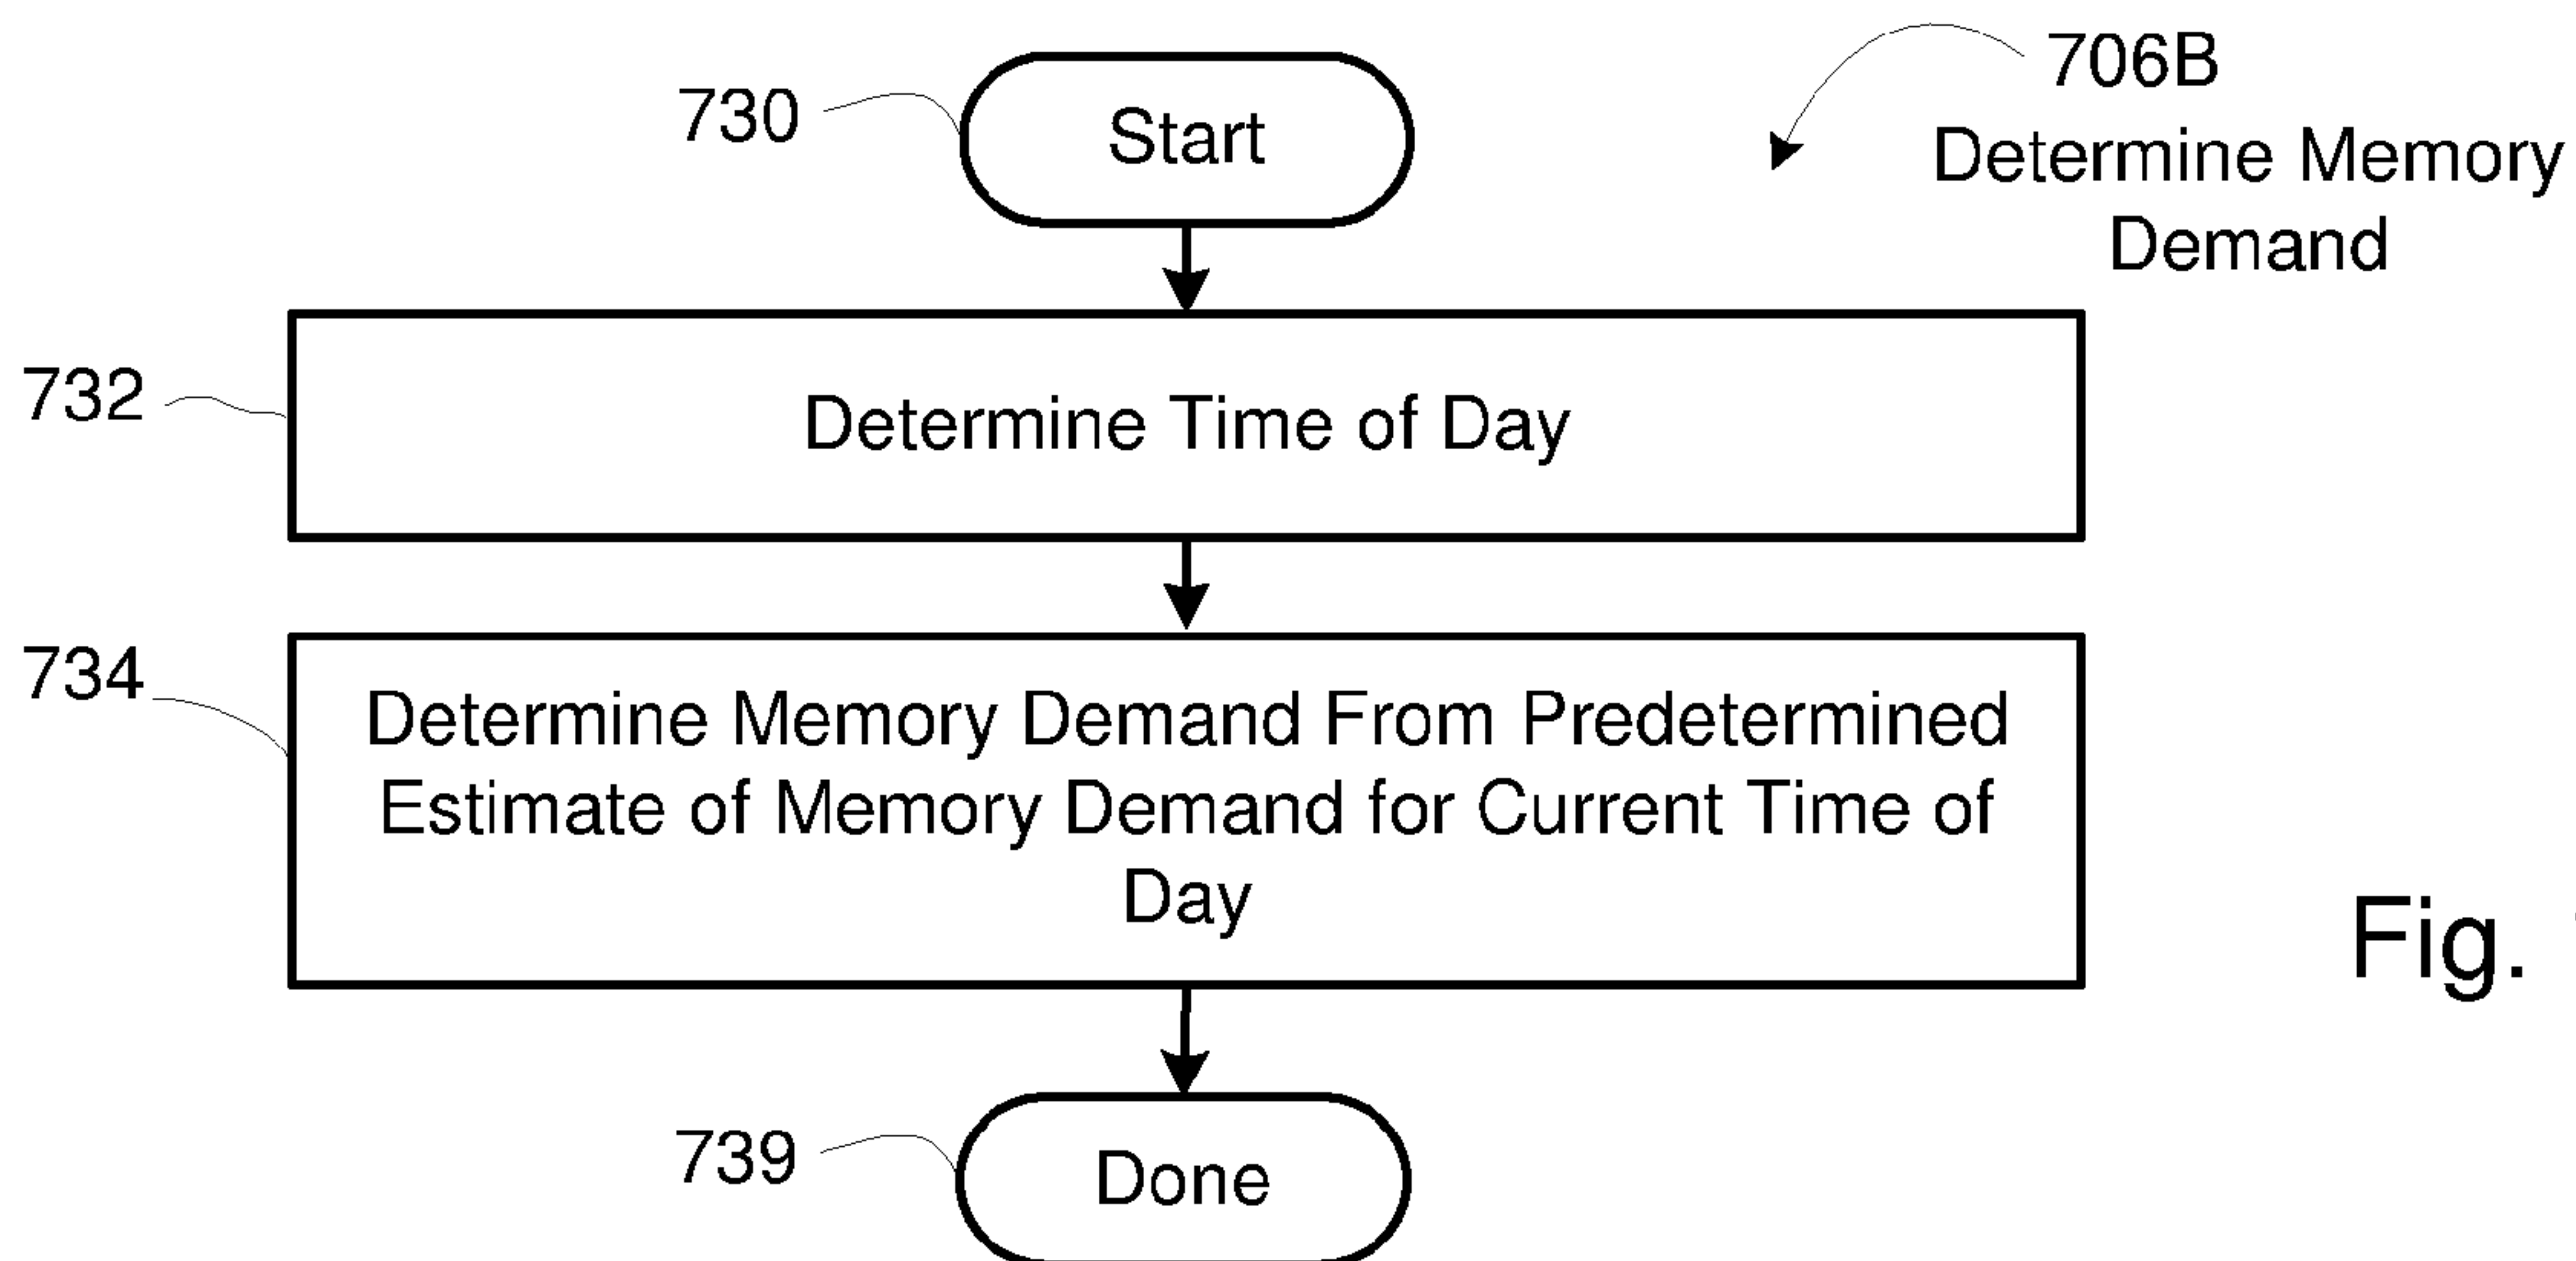 730
Start
706B
Determine Memory
Demand
732
Determine Time of Day
734
Determine Memory Demand From Predetermined
Estimate of Memory Demand for Current Time of
Day
Fig.
739
Done